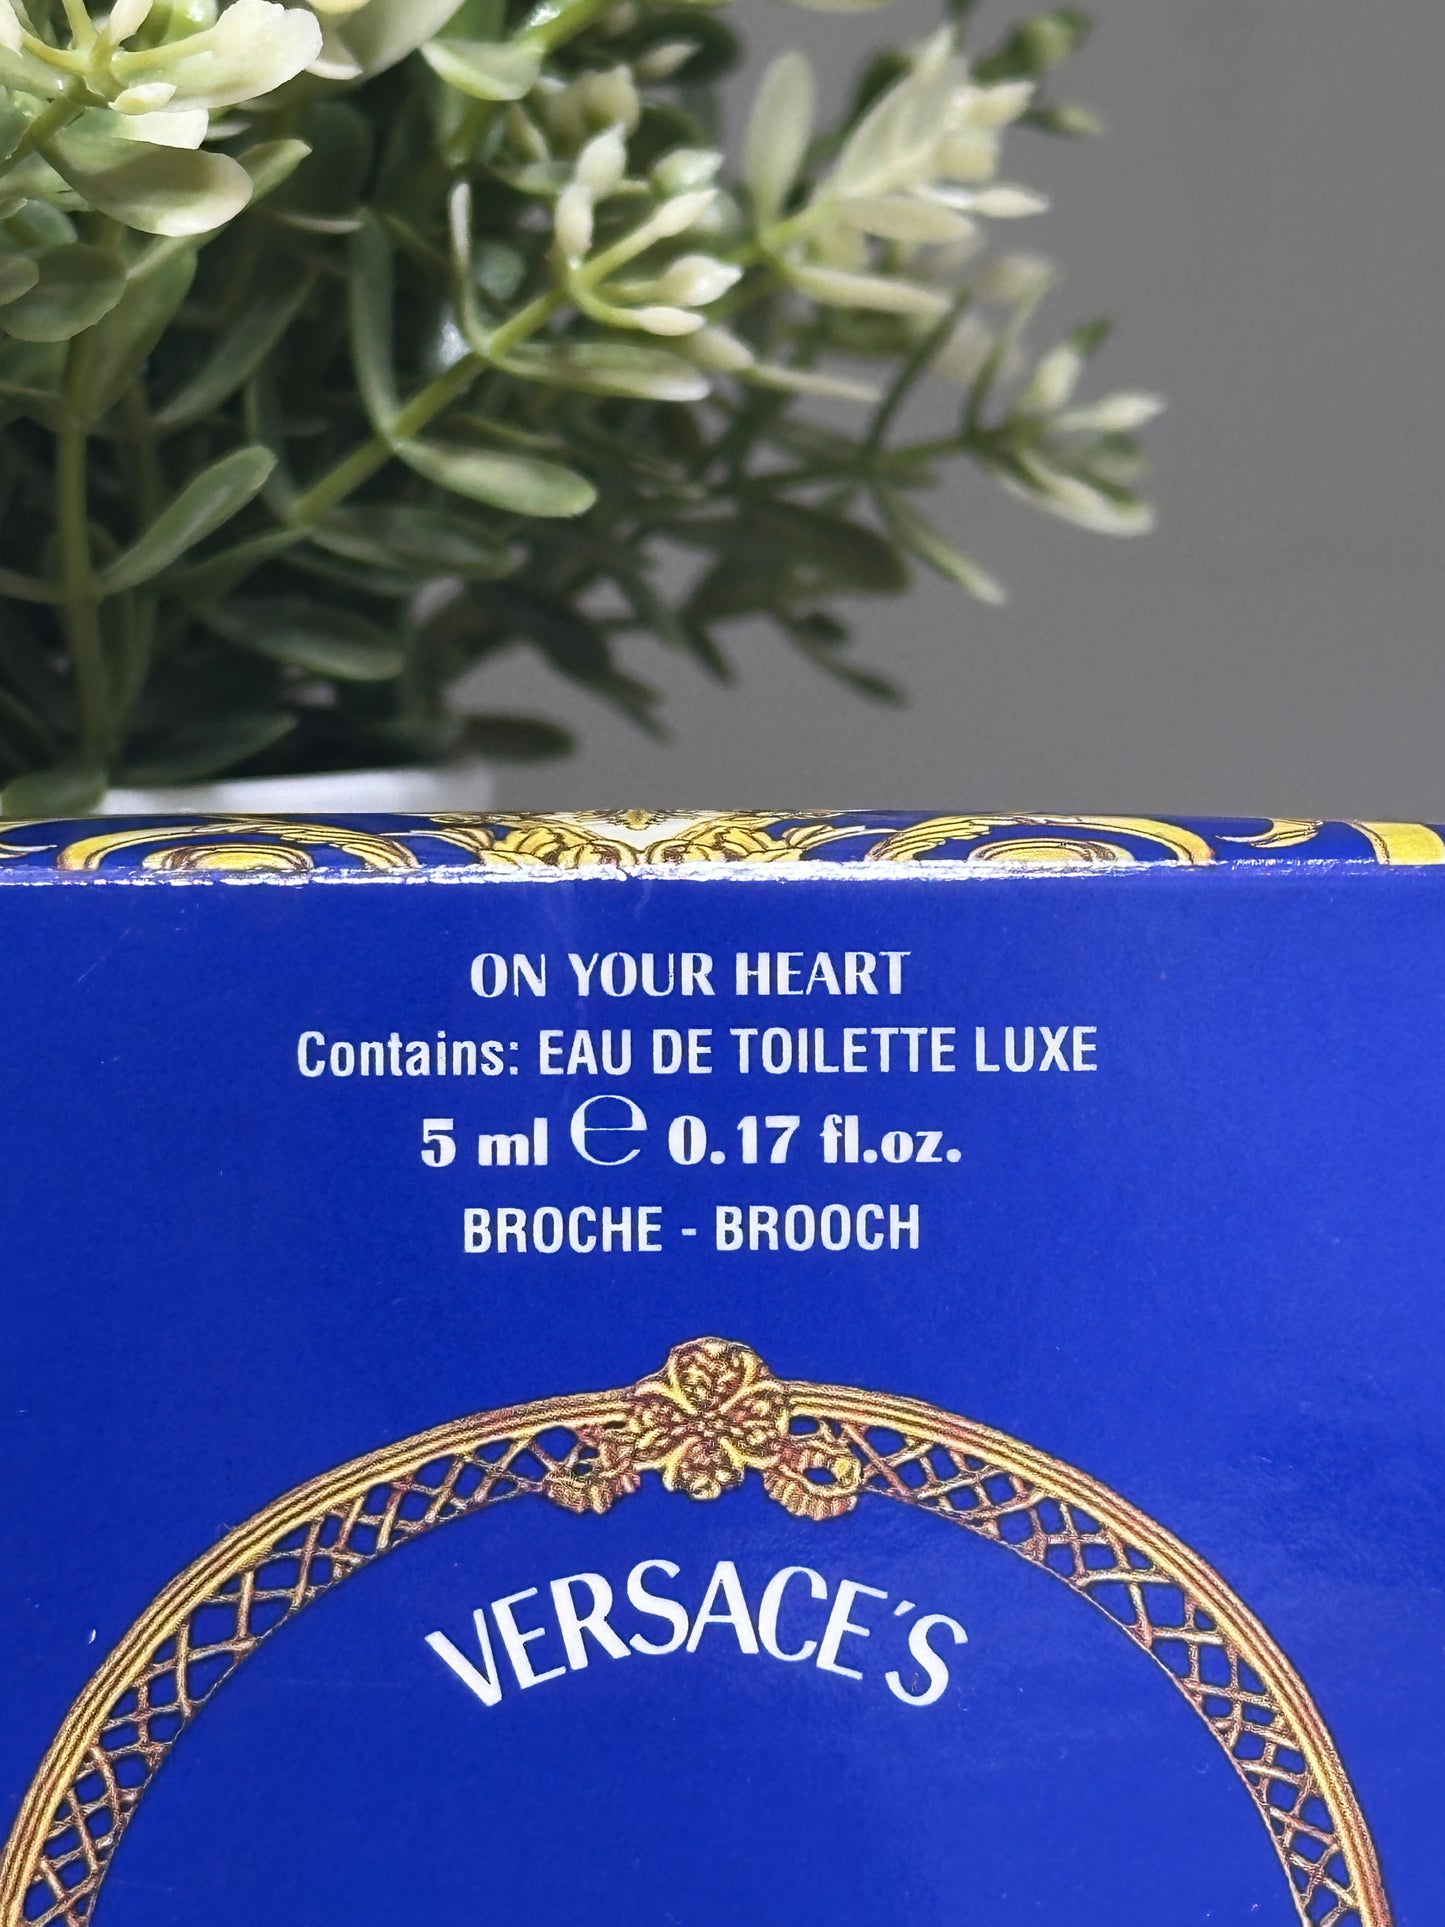 ON YOUR HEART
Contains: EAU DE TOILETTE LUXE
5 ml ℮ 0.17 fl.oz.
BROCHE - BROOCH
VERSACE'S